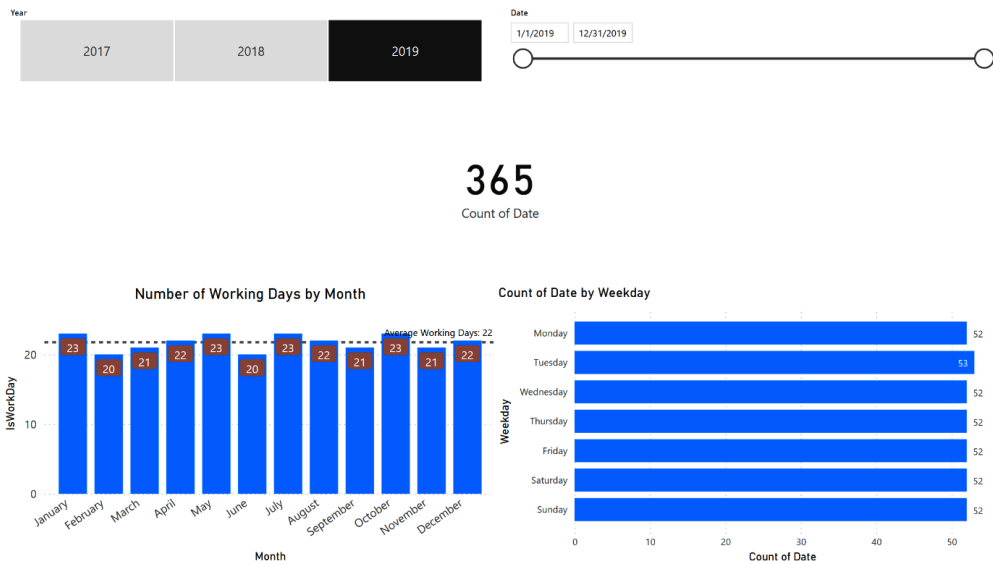 Year
2017 2018 2019
Date
1/1/2019 12/31/2019
365
Count of Date
Number of Working Days by Month
Average Working Days: 22
IsWorkDay
20
10
0
23 20 21 22 23 20 23 22 21 23 21 22
January February March April May June July August September October November December
Month
Count of Date by Weekday
Weekday
Monday 52
Tuesday 53
Wednesday 52
Thursday 52
Friday 52
Saturday 52
Sunday 52
0 10 20 30 40 50
Count of Date